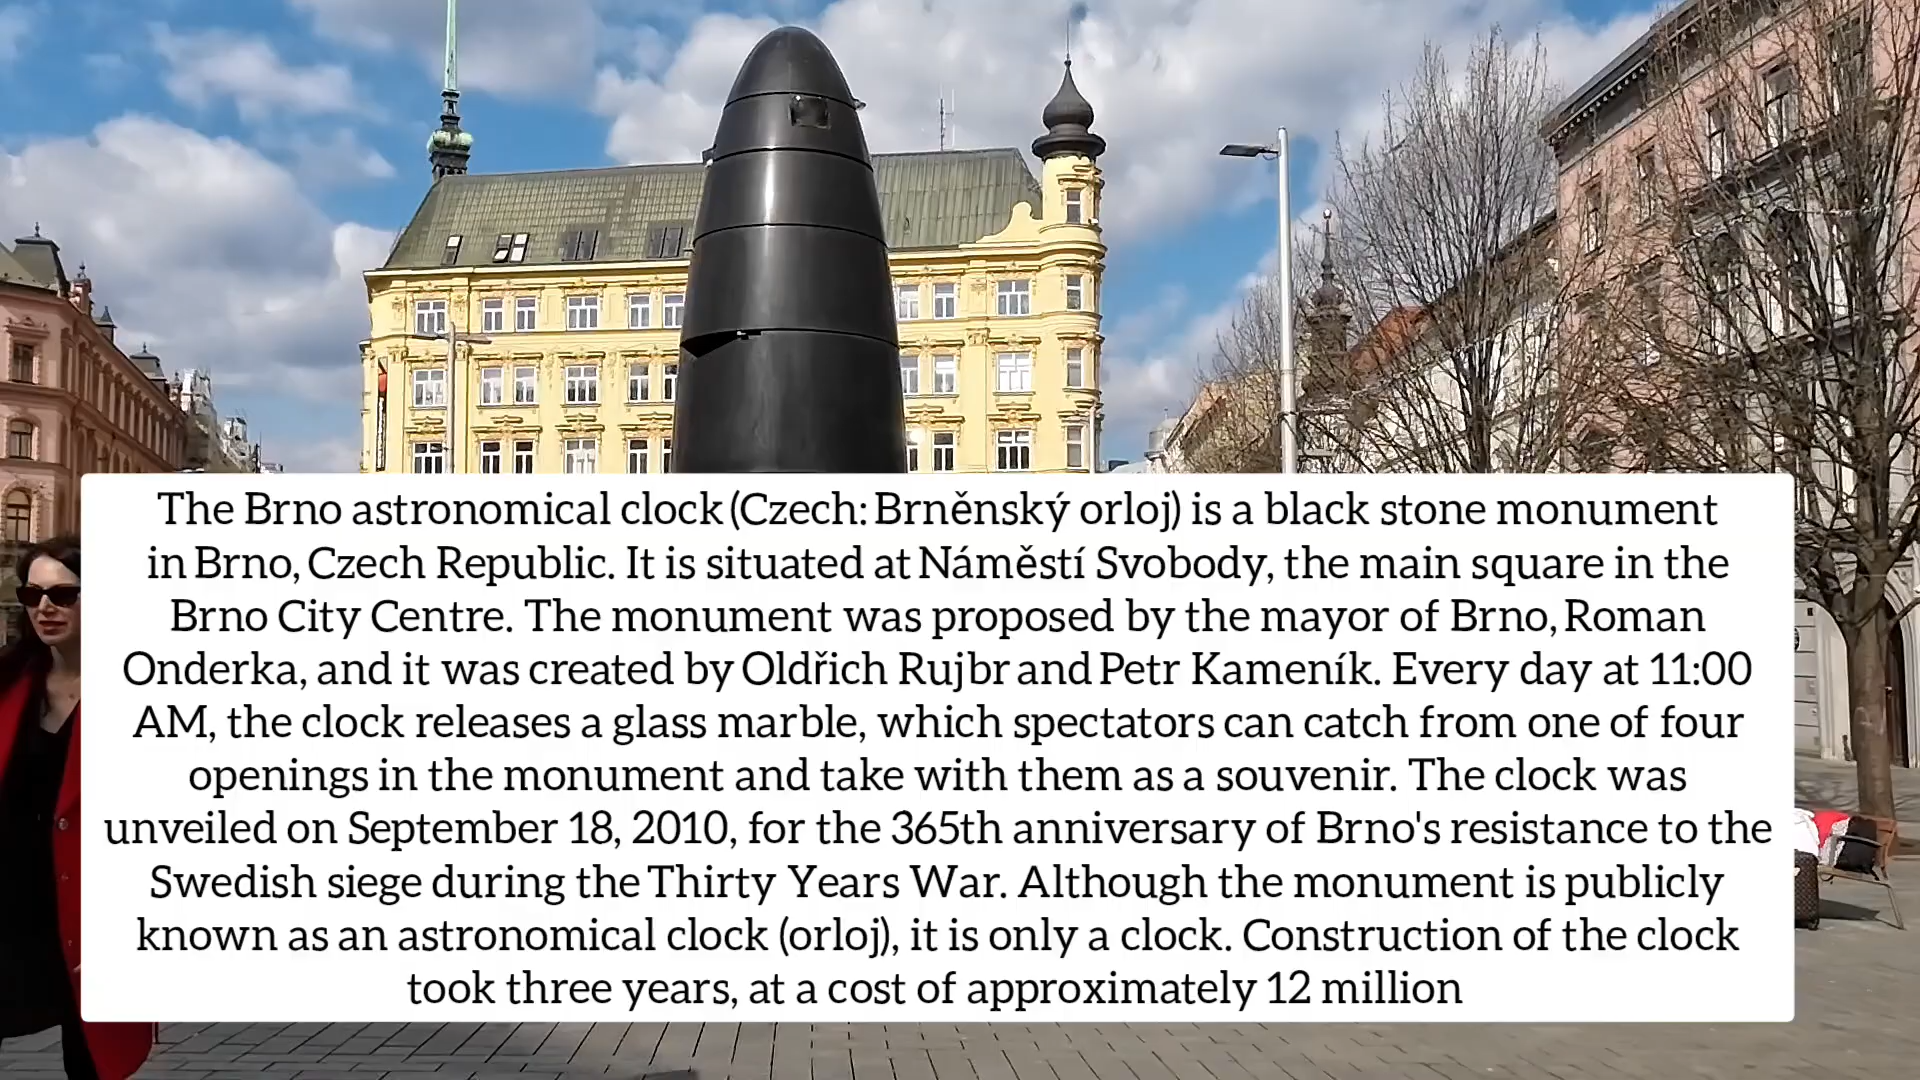 The Brno astronomical clock (Czech: Brněnský orloj) is a black stone monument
in Brno, Czech Republic. It is situated at Náměstí Svobody, the main square in the
Brno City Centre. The monument was proposed by the mayor of Brno, Roman
Onderka, and it was created by Oldřich Rujbr and Petr Kameník. Every day at 11:00
AM, the clock releases a glass marble, which spectators can catch from one of four
openings in the monument and take with them as a souvenir. The clock was
unveiled on September 18, 2010, for the 365th anniversary of Brno's resistance to the
Swedish siege during the Thirty Years War. Although the monument is publicly
known as an astronomical clock (orloj), it is only a clock. Construction of the clock
took three years, at a cost of approximately 12 million